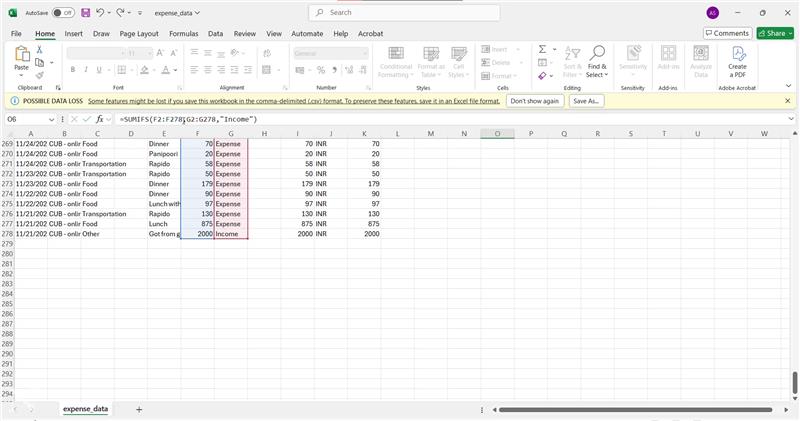 AutoSave Off expense_data Search AS
File Home Insert Draw Page Layout Formulas Data Review View Automate Help Acrobat Comments Share
Paste 11 General Conditional Formatting Format as Table Cell Styles Insert Delete Format Sort & Filter Find & Select Sensitivity Add-ins Analyze Data Create a PDF
Clipboard Font Alignment Number Styles Cells Editing Sensitivity Add-ins Adobe Acrobat
POSSIBLE DATA LOSS Some features might be lost if you save this workbook in the comma-delimited (.csv) format. To preserve these features, save it in an Excel file format. Don't show again Save As...
O6 fx =SUMIFS(F2:F278,G2:G278,"Income")
A B C D E F G H I J K L M N O P Q R S T U V W
269 11/24/202 CUB - onlir Food Dinner 70 Expense 70 INR 70
270 11/24/202 CUB - onlir Food Panipoori 20 Expense 20 INR 20
271 11/24/202 CUB - onlir Transportation Rapido 58 Expense 58 INR 58
272 11/23/202 CUB - onlir Transportation Rapido 50 Expense 50 INR 50
273 11/23/202 CUB - onlir Food Dinner 179 Expense 179 INR 179
274 11/22/202 CUB - onlir Food Dinner 90 Expense 90 INR 90
275 11/22/202 CUB - onlir Food Lunch with 97 Expense 97 INR 97
276 11/21/202 CUB - onlir Transportation Rapido 130 Expense 130 INR 130
277 11/21/202 CUB - onlir Food Lunch 875 Expense 875 INR 875
278 11/21/202 CUB - onlir Other Got from g 2000 Income 2000 INR 2000
279
280
281
282
283
284
285
286
287
288
289
290
291
292
293
294
expense_data